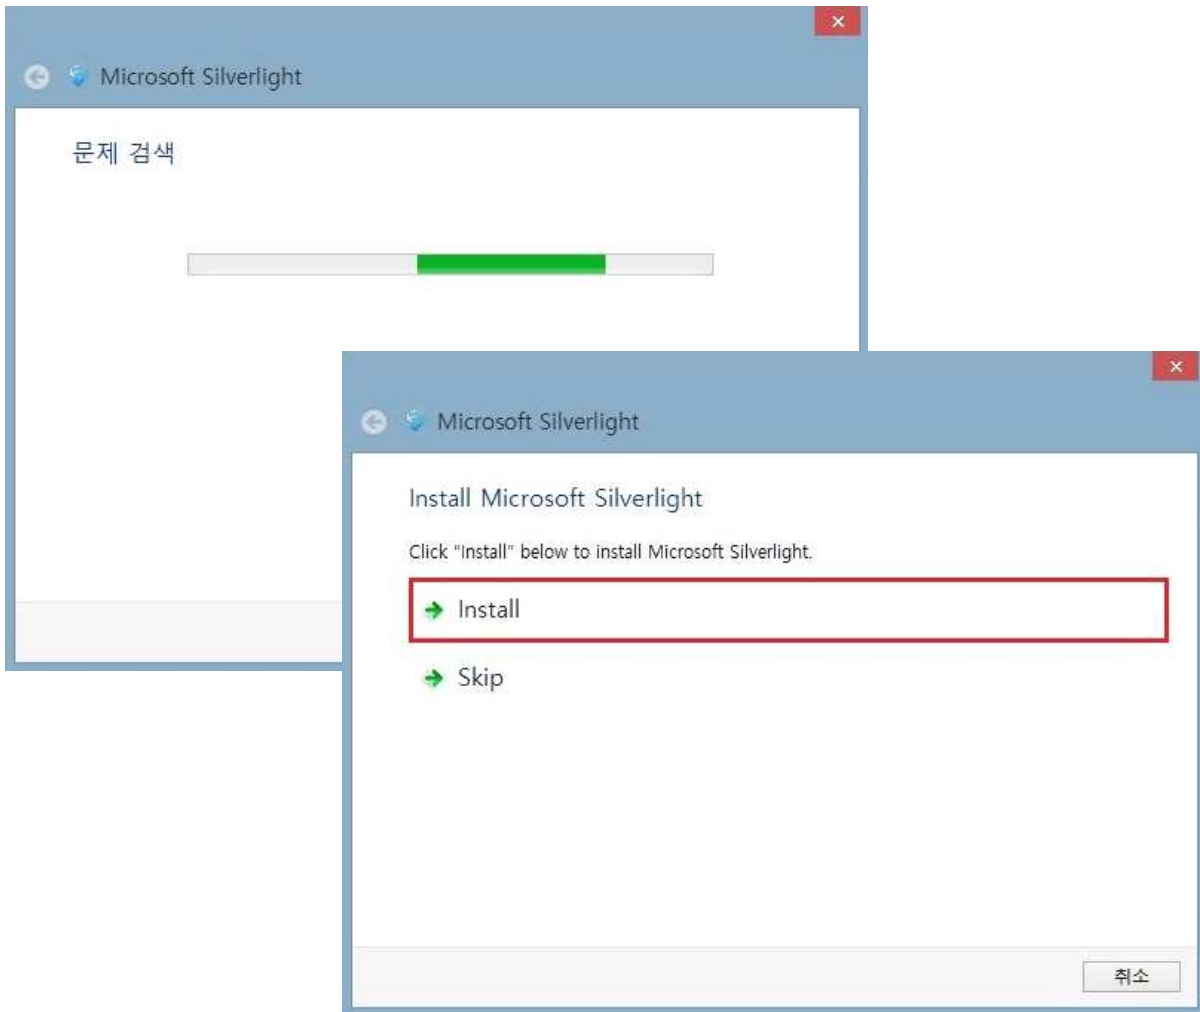 Microsoft Silverlight
문제 검색
Microsoft Silverlight
Install Microsoft Silverlight
Click "Install" below to install Microsoft Silverlight.
Install
Skip
취소